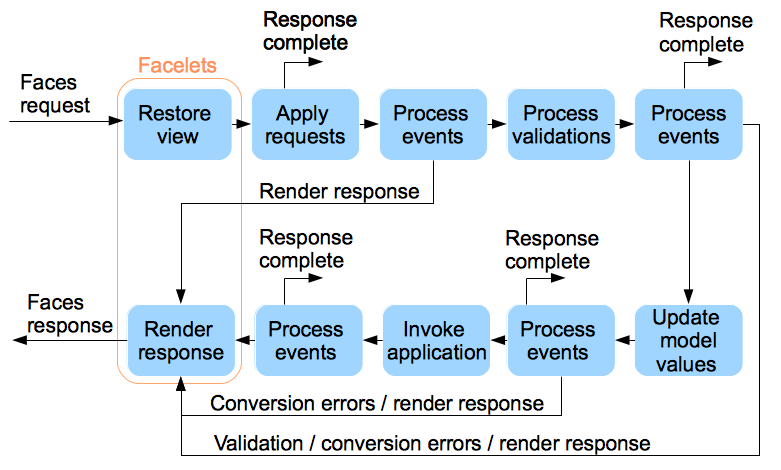 Response
complete
Response
complete
Facelets
Faces
request
Restore
view
Apply
requests
Process
events
Process
validations
Process
events
Render response
Response
complete
Response
complete
Faces
response
Render
response
Process
events
Invoke
application
Process
events
Update
model
values
Conversion errors / render response
Validation / conversion errors / render response